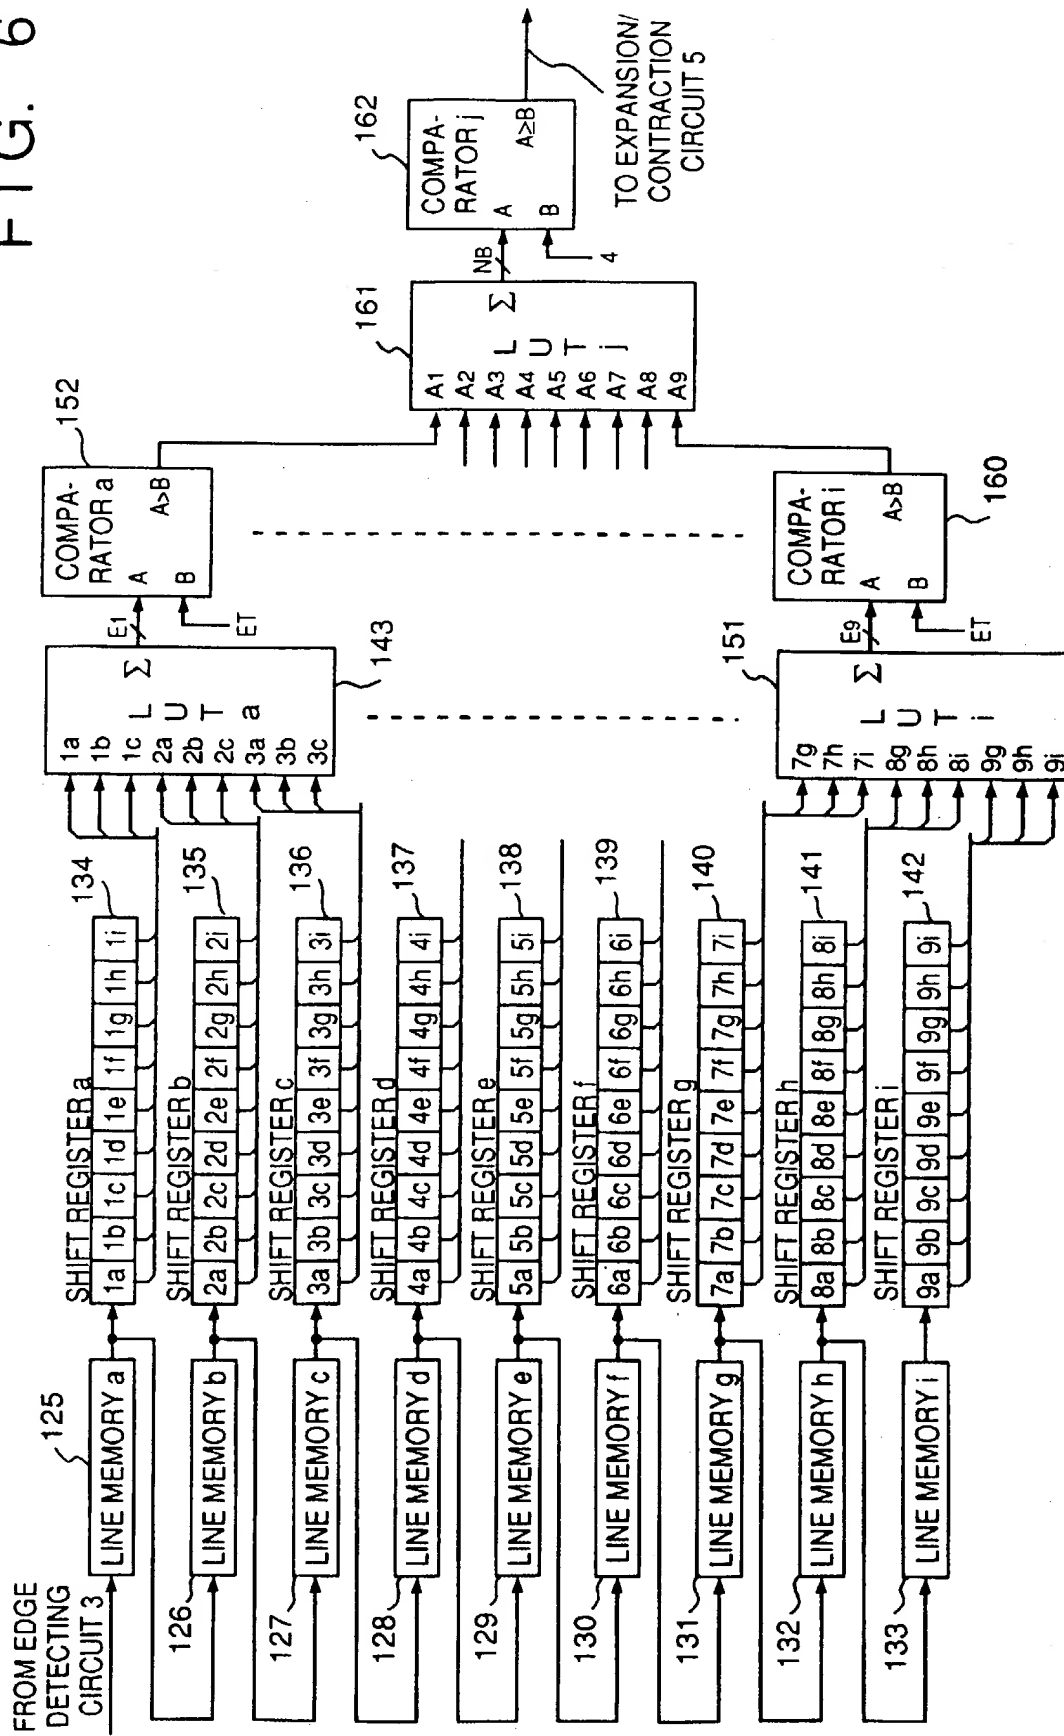 FIG. 6
FROM EDGE
DETECTING
CIRCUIT 3
125
LINE MEMORY a
SHIFT REGISTER a
1a 1b 1c 1d 1e 1f 1g 1h 1i
134
126
LINE MEMORY b
SHIFT REGISTER b
2a 2b 2c 2d 2e 2f 2g 2h 2i
135
127
LINE MEMORY c
SHIFT REGISTER c
3a 3b 3c 3d 3e 3f 3g 3h 3i
136
128
LINE MEMORY d
SHIFT REGISTER d
4a 4b 4c 4d 4e 4f 4g 4h 4i
137
129
LINE MEMORY e
SHIFT REGISTER e
5a 5b 5c 5d 5e 5f 5g 5h 5i
138
130
LINE MEMORY f
SHIFT REGISTER f
6a 6b 6c 6d 6e 6f 6g 6h 6i
139
131
LINE MEMORY g
SHIFT REGISTER g
7a 7b 7c 7d 7e 7f 7g 7h 7i
140
132
LINE MEMORY h
SHIFT REGISTER h
8a 8b 8c 8d 8e 8f 8g 8h 8i
141
133
LINE MEMORY i
SHIFT REGISTER i
9a 9b 9c 9d 9e 9f 9g 9h 9i
142
1a
1b
1c
2a
2b
2c
3a
3b
3c
LUT a
Σ
143
E1
ET
COMPA-
RATOR a
A
B
A>B
152
7g
7h
7i
8g
8h
8i
9g
9h
9i
LUT i
Σ
151
E9
ET
COMPA-
RATOR i
A
B
A>B
160
A1
A2
A3
A4
A5
A6
A7
A8
A9
LUT j
Σ
161
NB
4
COMPA-
RATOR j
A
B
A≥B
162
TO EXPANSION/
CONTRACTION
CIRCUIT 5